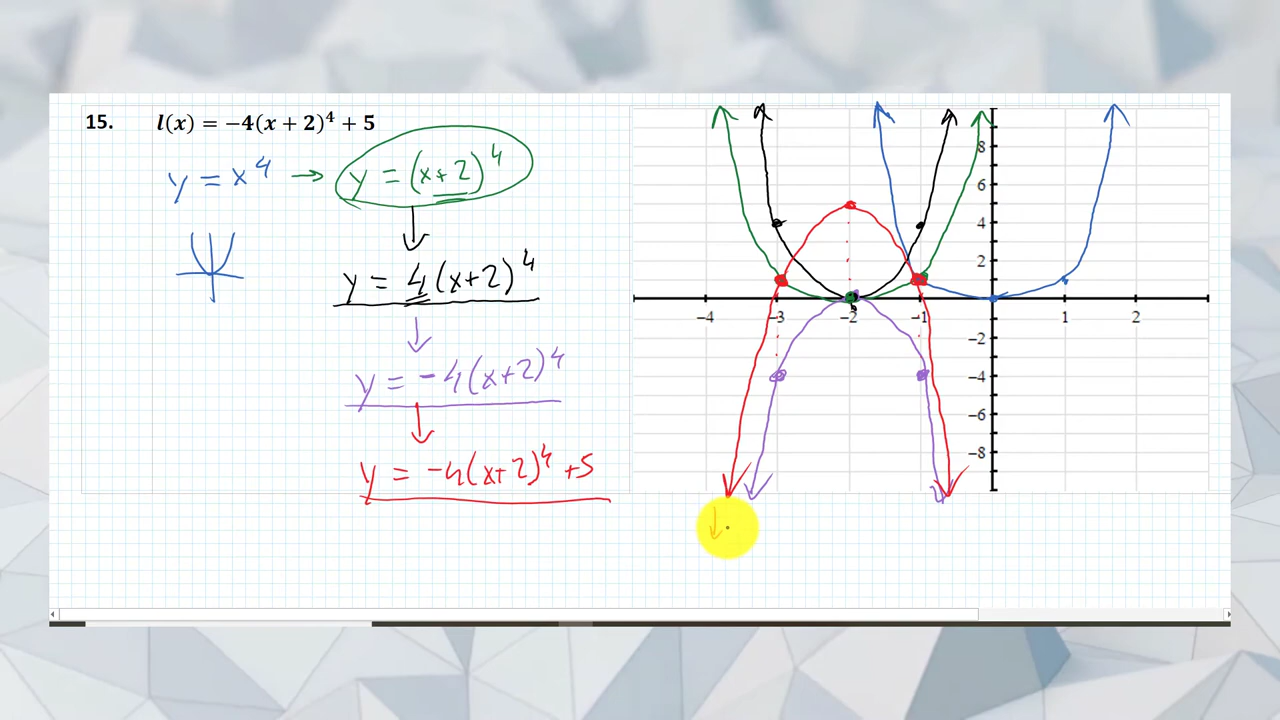 15. l(x) = −4(x + 2)⁴ + 5
y = x⁴ → y = (x+2)⁴
y = 4(x+2)⁴
y = −4(x+2)⁴
y = −4(x+2)⁴ +5
8
6
4
2
−4 −3 −2 −1 1 2
−2
−4
−6
−8